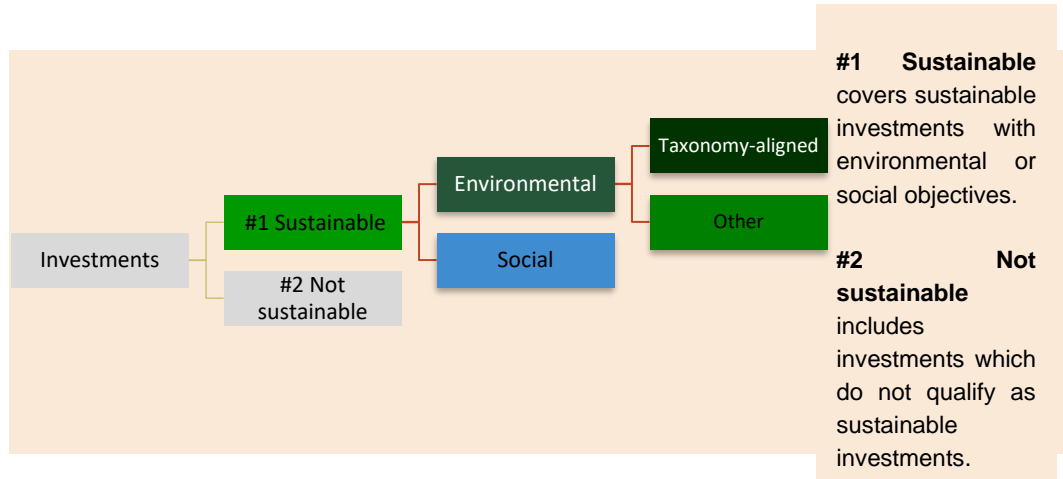 Investments
#1 Sustainable
#2 Not
sustainable
Environmental
Social
Taxonomy-aligned
Other
#1 Sustainable
covers sustainable
investments with
environmental or
social objectives.
#2 Not
sustainable
includes
investments which
do not qualify as
sustainable
investments.